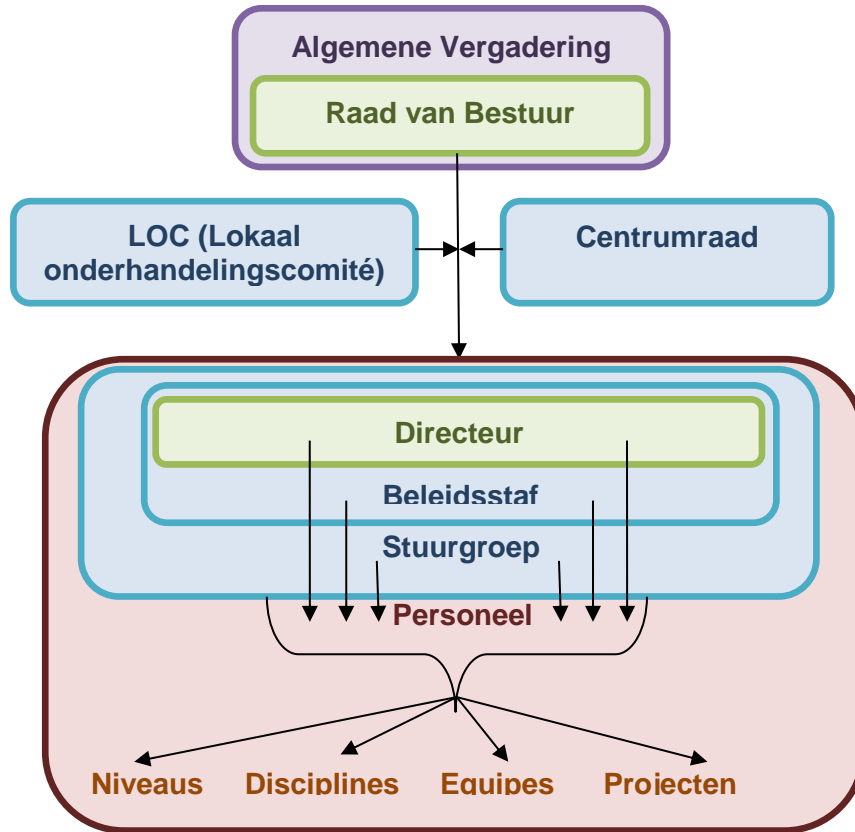 Algemene Vergadering
Raad van Bestuur
LOC (Lokaal
onderhandelingscomité)
Centrumraad
Directeur
Beleidsstaf
Stuurgroep
Personeel
Niveaus Disciplines Equipes Projecten